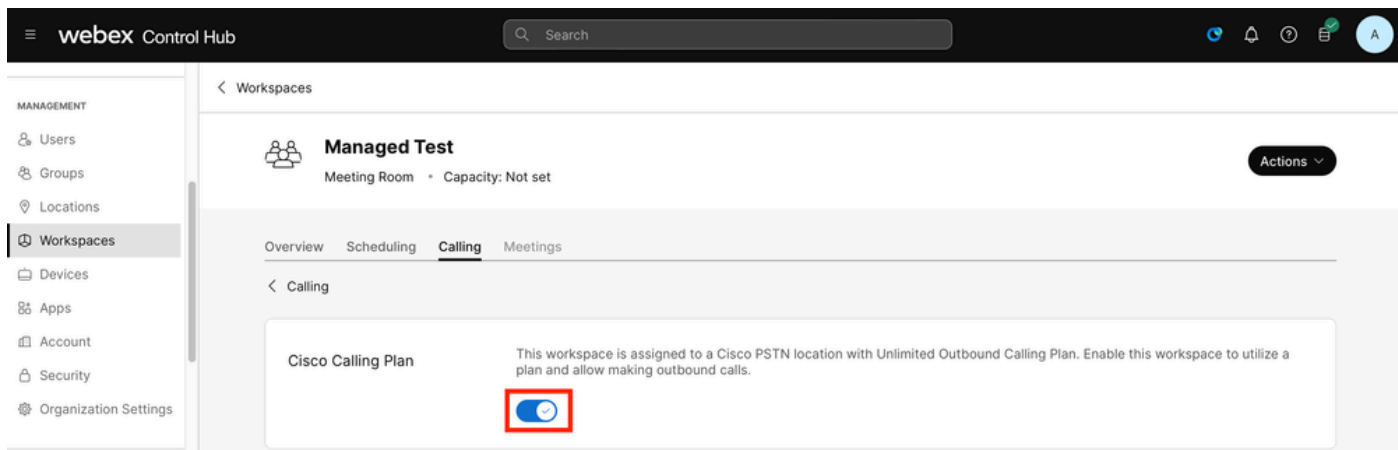 webex Control Hub
Search
A
MANAGEMENT
Users
Groups
Locations
Workspaces
Devices
Apps
Account
Security
Organization Settings
Workspaces
Managed Test
Meeting Room • Capacity: Not set
Actions
Overview Scheduling Calling Meetings
Calling
Cisco Calling Plan
This workspace is assigned to a Cisco PSTN location with Unlimited Outbound Calling Plan. Enable this workspace to utilize a
plan and allow making outbound calls.